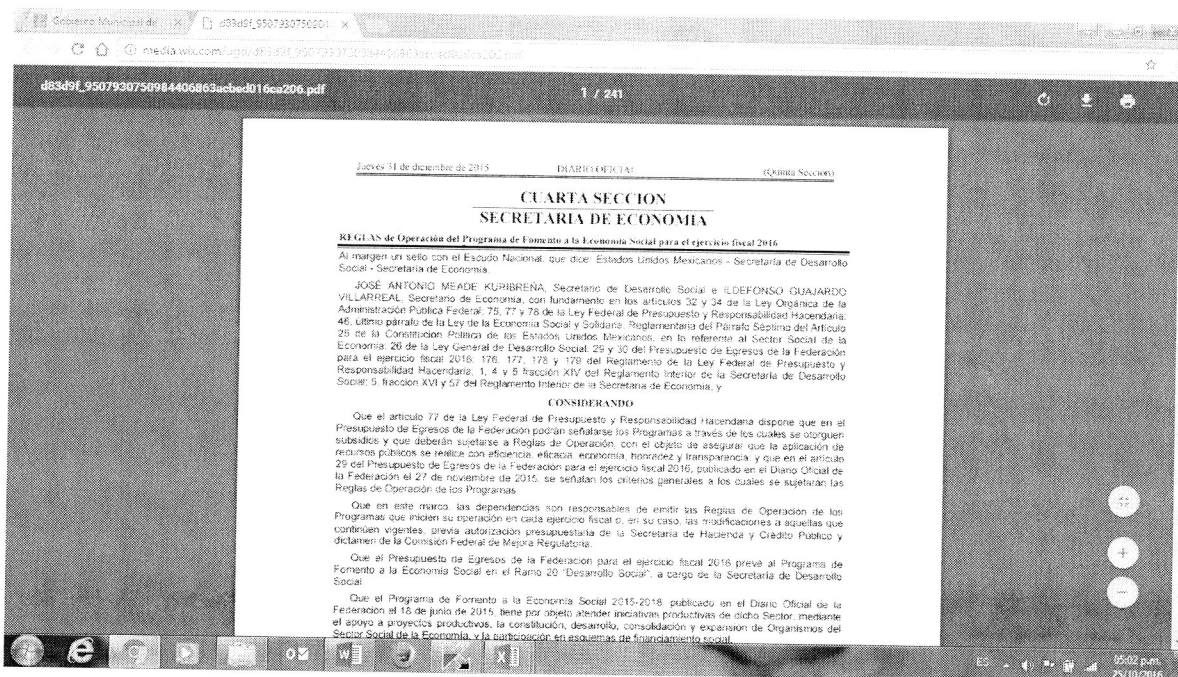 Gobierno Municipal de
d83d9f_9507930750984
media.wix.com/ugd/d83d9f_9507930750984406863acbed016ca206.pdf
d83d9f_9507930750984406863acbed016ca206.pdf
1 / 241
Jueves 31 de diciembre de 2015 DIARIO OFICIAL (Quinta Sección)
CUARTA SECCION
SECRETARIA DE ECONOMIA
REGLAS de Operación del Programa de Fomento a la Economía Social para el ejercicio fiscal 2016
Al margen un sello con el Escudo Nacional, que dice: Estados Unidos Mexicanos - Secretaría de Desarrollo
Social - Secretaría de Economía.
JOSÉ ANTONIO MEADE KURIBREÑA, Secretario de Desarrollo Social e ILDEFONSO GUAJARDO
VILLARREAL, Secretario de Economía, con fundamento en los artículos 32 y 34 de la Ley Orgánica de la
Administración Pública Federal; 75, 77 y 78 de la Ley Federal de Presupuesto y Responsabilidad Hacendaria;
46, último párrafo de la Ley de la Economía Social y Solidaria, Reglamentaria del Párrafo Séptimo del Artículo
25 de la Constitución Política de los Estados Unidos Mexicanos, en lo referente al Sector Social de la
Economía; 26 de la Ley General de Desarrollo Social; 29 y 30 del Presupuesto de Egresos de la Federación
para el ejercicio fiscal 2016; 176, 177, 178 y 179 del Reglamento de la Ley Federal de Presupuesto y
Responsabilidad Hacendaria; 1, 4 y 5 fracción XIV del Reglamento Interior de la Secretaría de Desarrollo
Social; 5, fracción XVI y 57 del Reglamento Interior de la Secretaría de Economía, y
CONSIDERANDO
Que el artículo 77 de la Ley Federal de Presupuesto y Responsabilidad Hacendaria dispone que en el
Presupuesto de Egresos de la Federación podrán señalarse los Programas a través de los cuales se otorguen
subsidios y que deberán sujetarse a Reglas de Operación, con el objeto de asegurar que la aplicación de
recursos públicos se realice con eficiencia, eficacia, economía, honradez y transparencia; y que en el artículo
29 del Presupuesto de Egresos de la Federación para el ejercicio fiscal 2016, publicado en el Diario Oficial de
la Federación el 27 de noviembre de 2015, se señalan los criterios generales a los cuales se sujetarán las
Reglas de Operación de los Programas.
Que en este marco, las dependencias son responsables de emitir las Reglas de Operación de los
Programas que inicien su operación en cada ejercicio fiscal o, en su caso, las modificaciones a aquellas que
continúen vigentes, previa autorización presupuestaria de la Secretaría de Hacienda y Crédito Público y
dictamen de la Comisión Federal de Mejora Regulatoria.
Que el Presupuesto de Egresos de la Federación para el ejercicio fiscal 2016 prevé al Programa de
Fomento a la Economía Social en el Ramo 20 "Desarrollo Social", a cargo de la Secretaría de Desarrollo
Social.
Que el Programa de Fomento a la Economía Social 2015-2018, publicado en el Diario Oficial de la
Federación el 18 de junio de 2015, tiene por objeto atender iniciativas productivas de dicho Sector, mediante
el apoyo a proyectos productivos, la constitución, desarrollo, consolidación y expansión de Organismos del
Sector Social de la Economía, y la participación en esquemas de financiamiento social.
ES
05:02 p.m.
25/10/2016